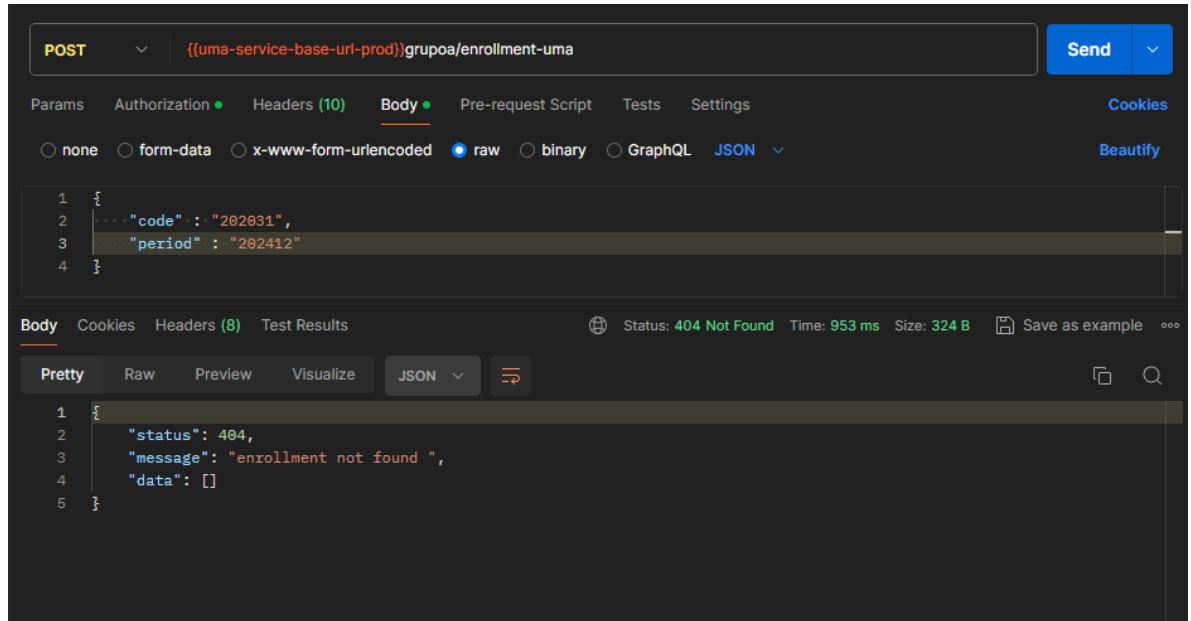 POST {{uma-service-base-url-prod}}grupoa/enrollment-uma Send
Params Authorization Headers (10) Body Pre-request Script Tests Settings Cookies
none form-data x-www-form-urlencoded raw binary GraphQL JSON Beautify
1 {
2 "code" : "202031",
3 "period" : "202412"
4 }
Body Cookies Headers (8) Test Results Status: 404 Not Found Time: 953 ms Size: 324 B Save as example
Pretty Raw Preview Visualize JSON
1 {
2 "status": 404,
3 "message": "enrollment not found ",
4 "data": []
5 }